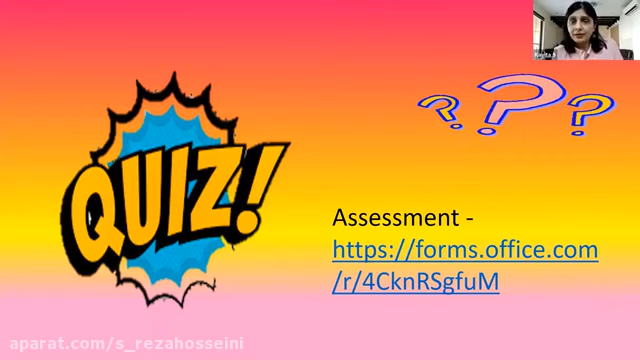 QUIZ!
???
Assessment -
https://forms.office.com
/r/4CknRSgfuM
aparat.com/s_rezahosseini